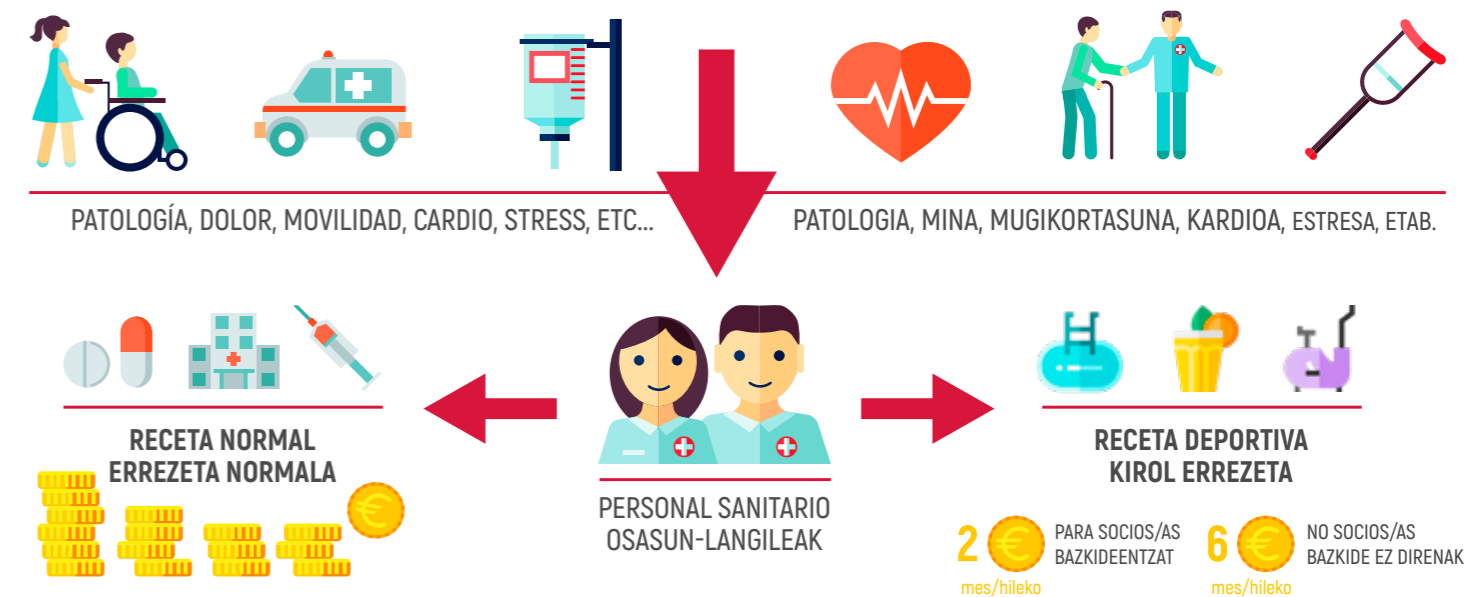 PATOLOGÍA, DOLOR, MOVILIDAD, CARDIO, STRESS, ETC...
PATOLOGIA, MINA, MUGIKORTASUNA, KARDIOA, ESTRESA, ETAB.
RECETA NORMAL
ERREZETA NORMALA
PERSONAL SANITARIO
OSASUN-LANGILEAK
RECETA DEPORTIVA
KIROL ERREZETA
2 € PARA SOCIOS/AS
BAZKIDEENTZAT
mes/hileko
6 € NO SOCIOS/AS
BAZKIDE EZ DIRENAK
mes/hileko
€